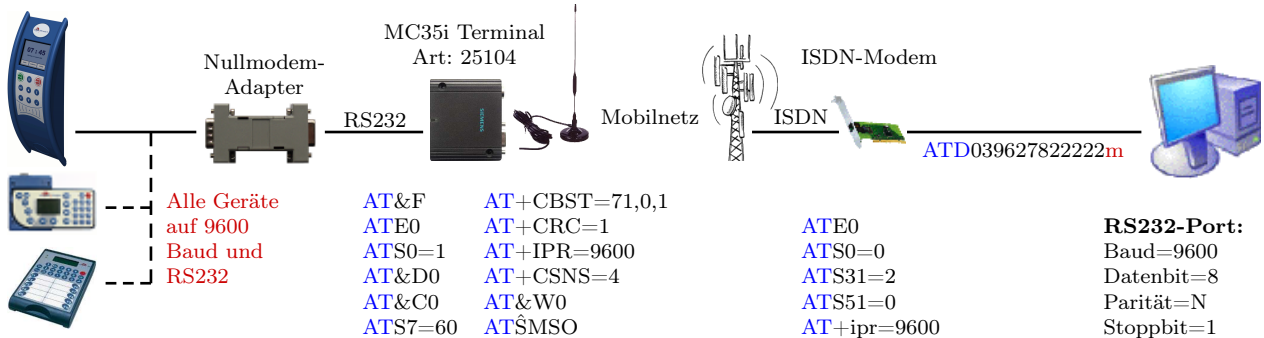 MC35i Terminal
Art: 25104
Nullmodem-
Adapter
RS232
Mobilnetz
ISDN-Modem
ISDN
ATD039627822222m
07:45
SIEMENS
Alle Geräte
auf 9600
Baud und
RS232
AT&F
ATE0
ATS0=1
AT&D0
AT&C0
ATS7=60
AT+CBST=71,0,1
AT+CRC=1
AT+IPR=9600
AT+CSNS=4
AT&W0
ATŜMSO
ATE0
ATS0=0
ATS31=2
ATS51=0
AT+ipr=9600
RS232-Port:
Baud=9600
Datenbit=8
Parität=N
Stoppbit=1